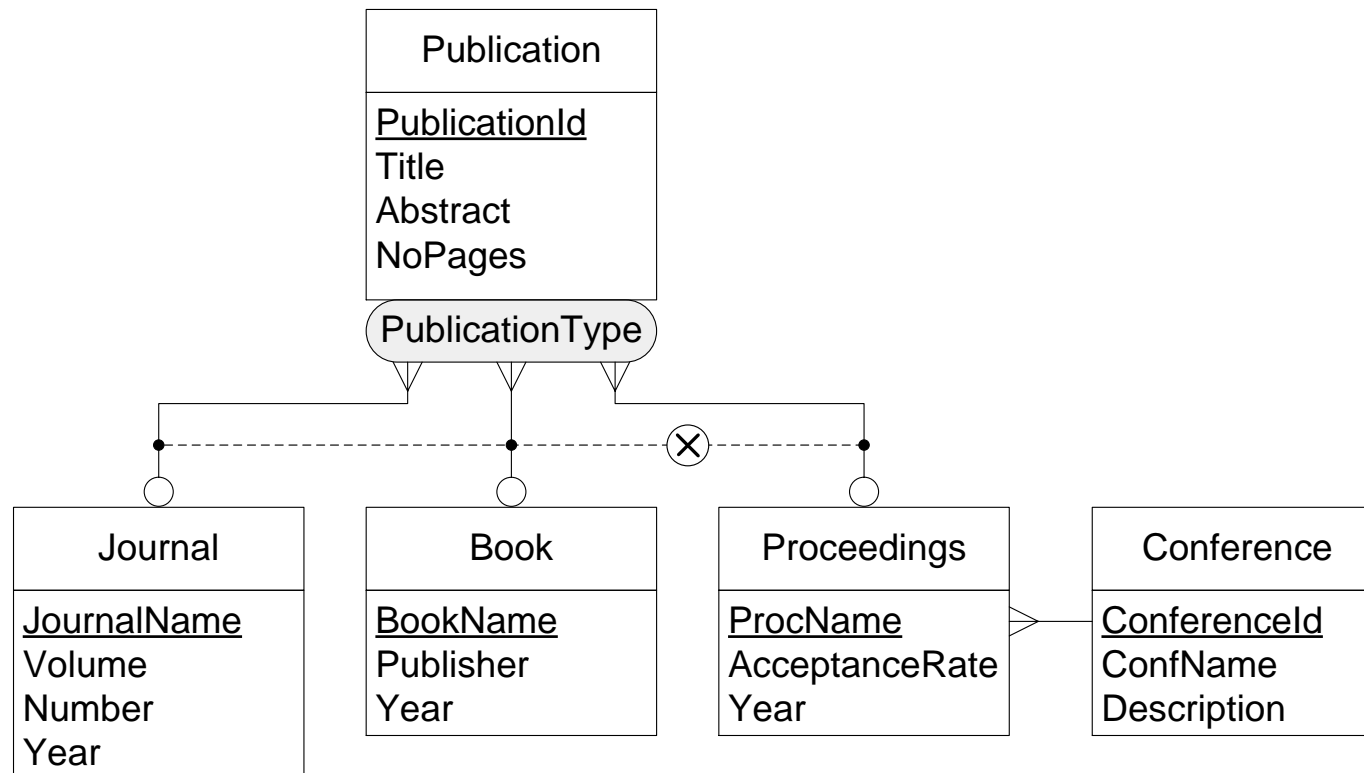 Publication
PublicationId
Title
Abstract
NoPages
PublicationType
Journal
JournalName
Volume
Number
Year
Book
BookName
Publisher
Year
Proceedings
ProcName
AcceptanceRate
Year
Conference
ConferenceId
ConfName
Description